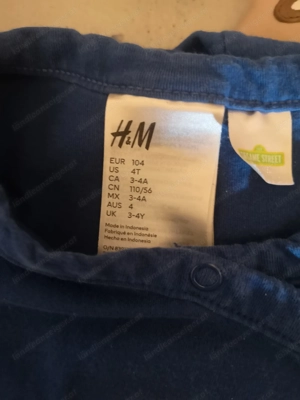 H&M
EUR 104
US 4T
CA 3-4A
CN 110/56
MX 3-4A
AUS 4
UK 3-4Y
Made in Indonesia
Fabriqué en Indonésie
Hecho en Indonesia
SESAME STREET